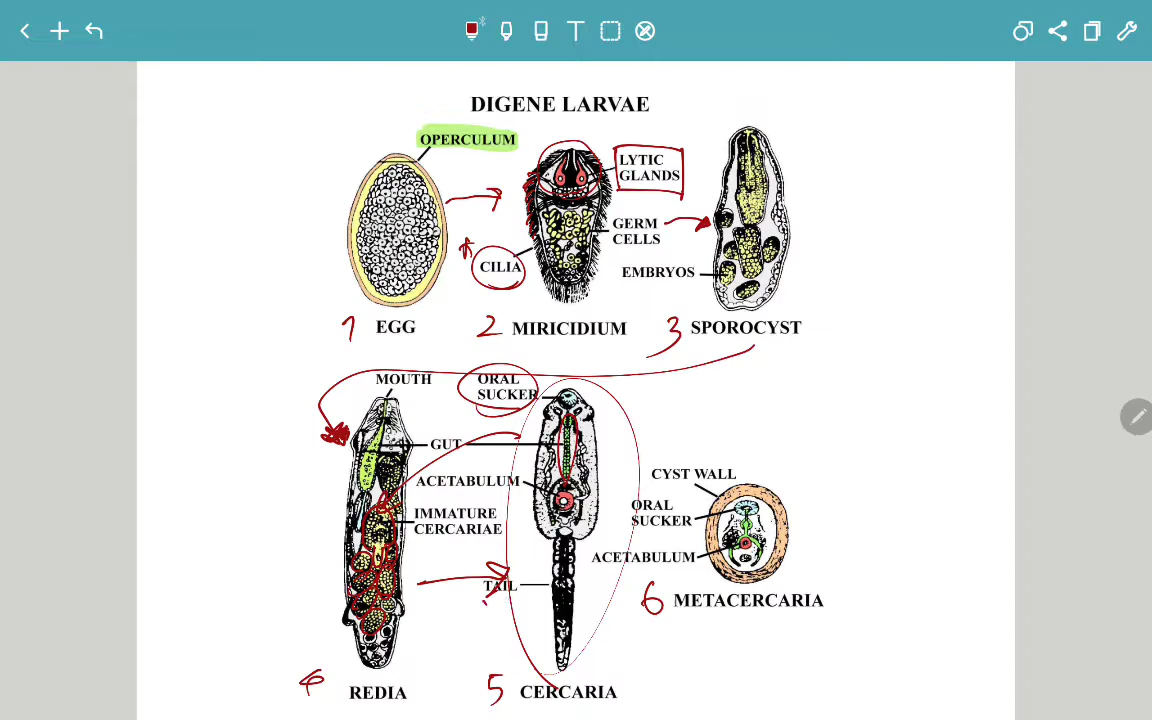 DIGENE LARVAE
OPERCULUM
LYTIC
GLANDS
GERM
CELLS
CILIA
EMBRYOS
1 EGG
2 MIRICIDIUM
3 SPOROCYST
MOUTH
ORAL
SUCKER
GUT
ACETABULUM
IMMATURE
CERCARIAE
TAIL
CYST WALL
ORAL
SUCKER
ACETABULUM
6 METACERCARIA
4 REDIA
5 CERCARIA